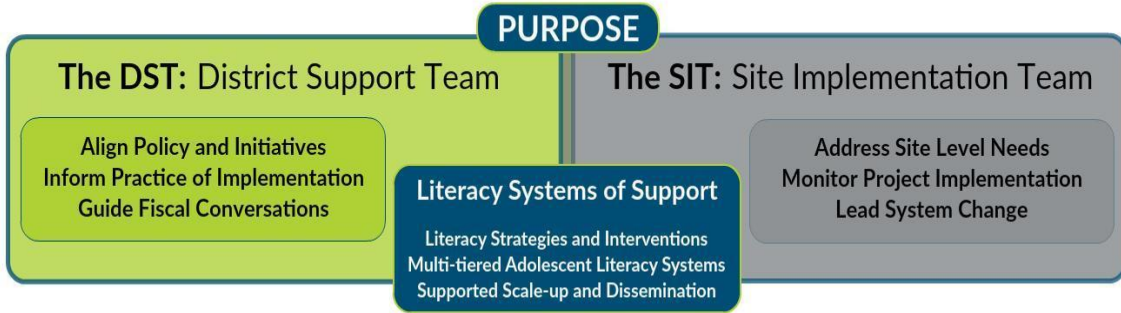 PURPOSE
The DST: District Support Team
Align Policy and Initiatives
Inform Practice of Implementation
Guide Fiscal Conversations
The SIT: Site Implementation Team
Address Site Level Needs
Monitor Project Implementation
Lead System Change
Literacy Systems of Support
Literacy Strategies and Interventions
Multi-tiered Adolescent Literacy Systems
Supported Scale-up and Dissemination